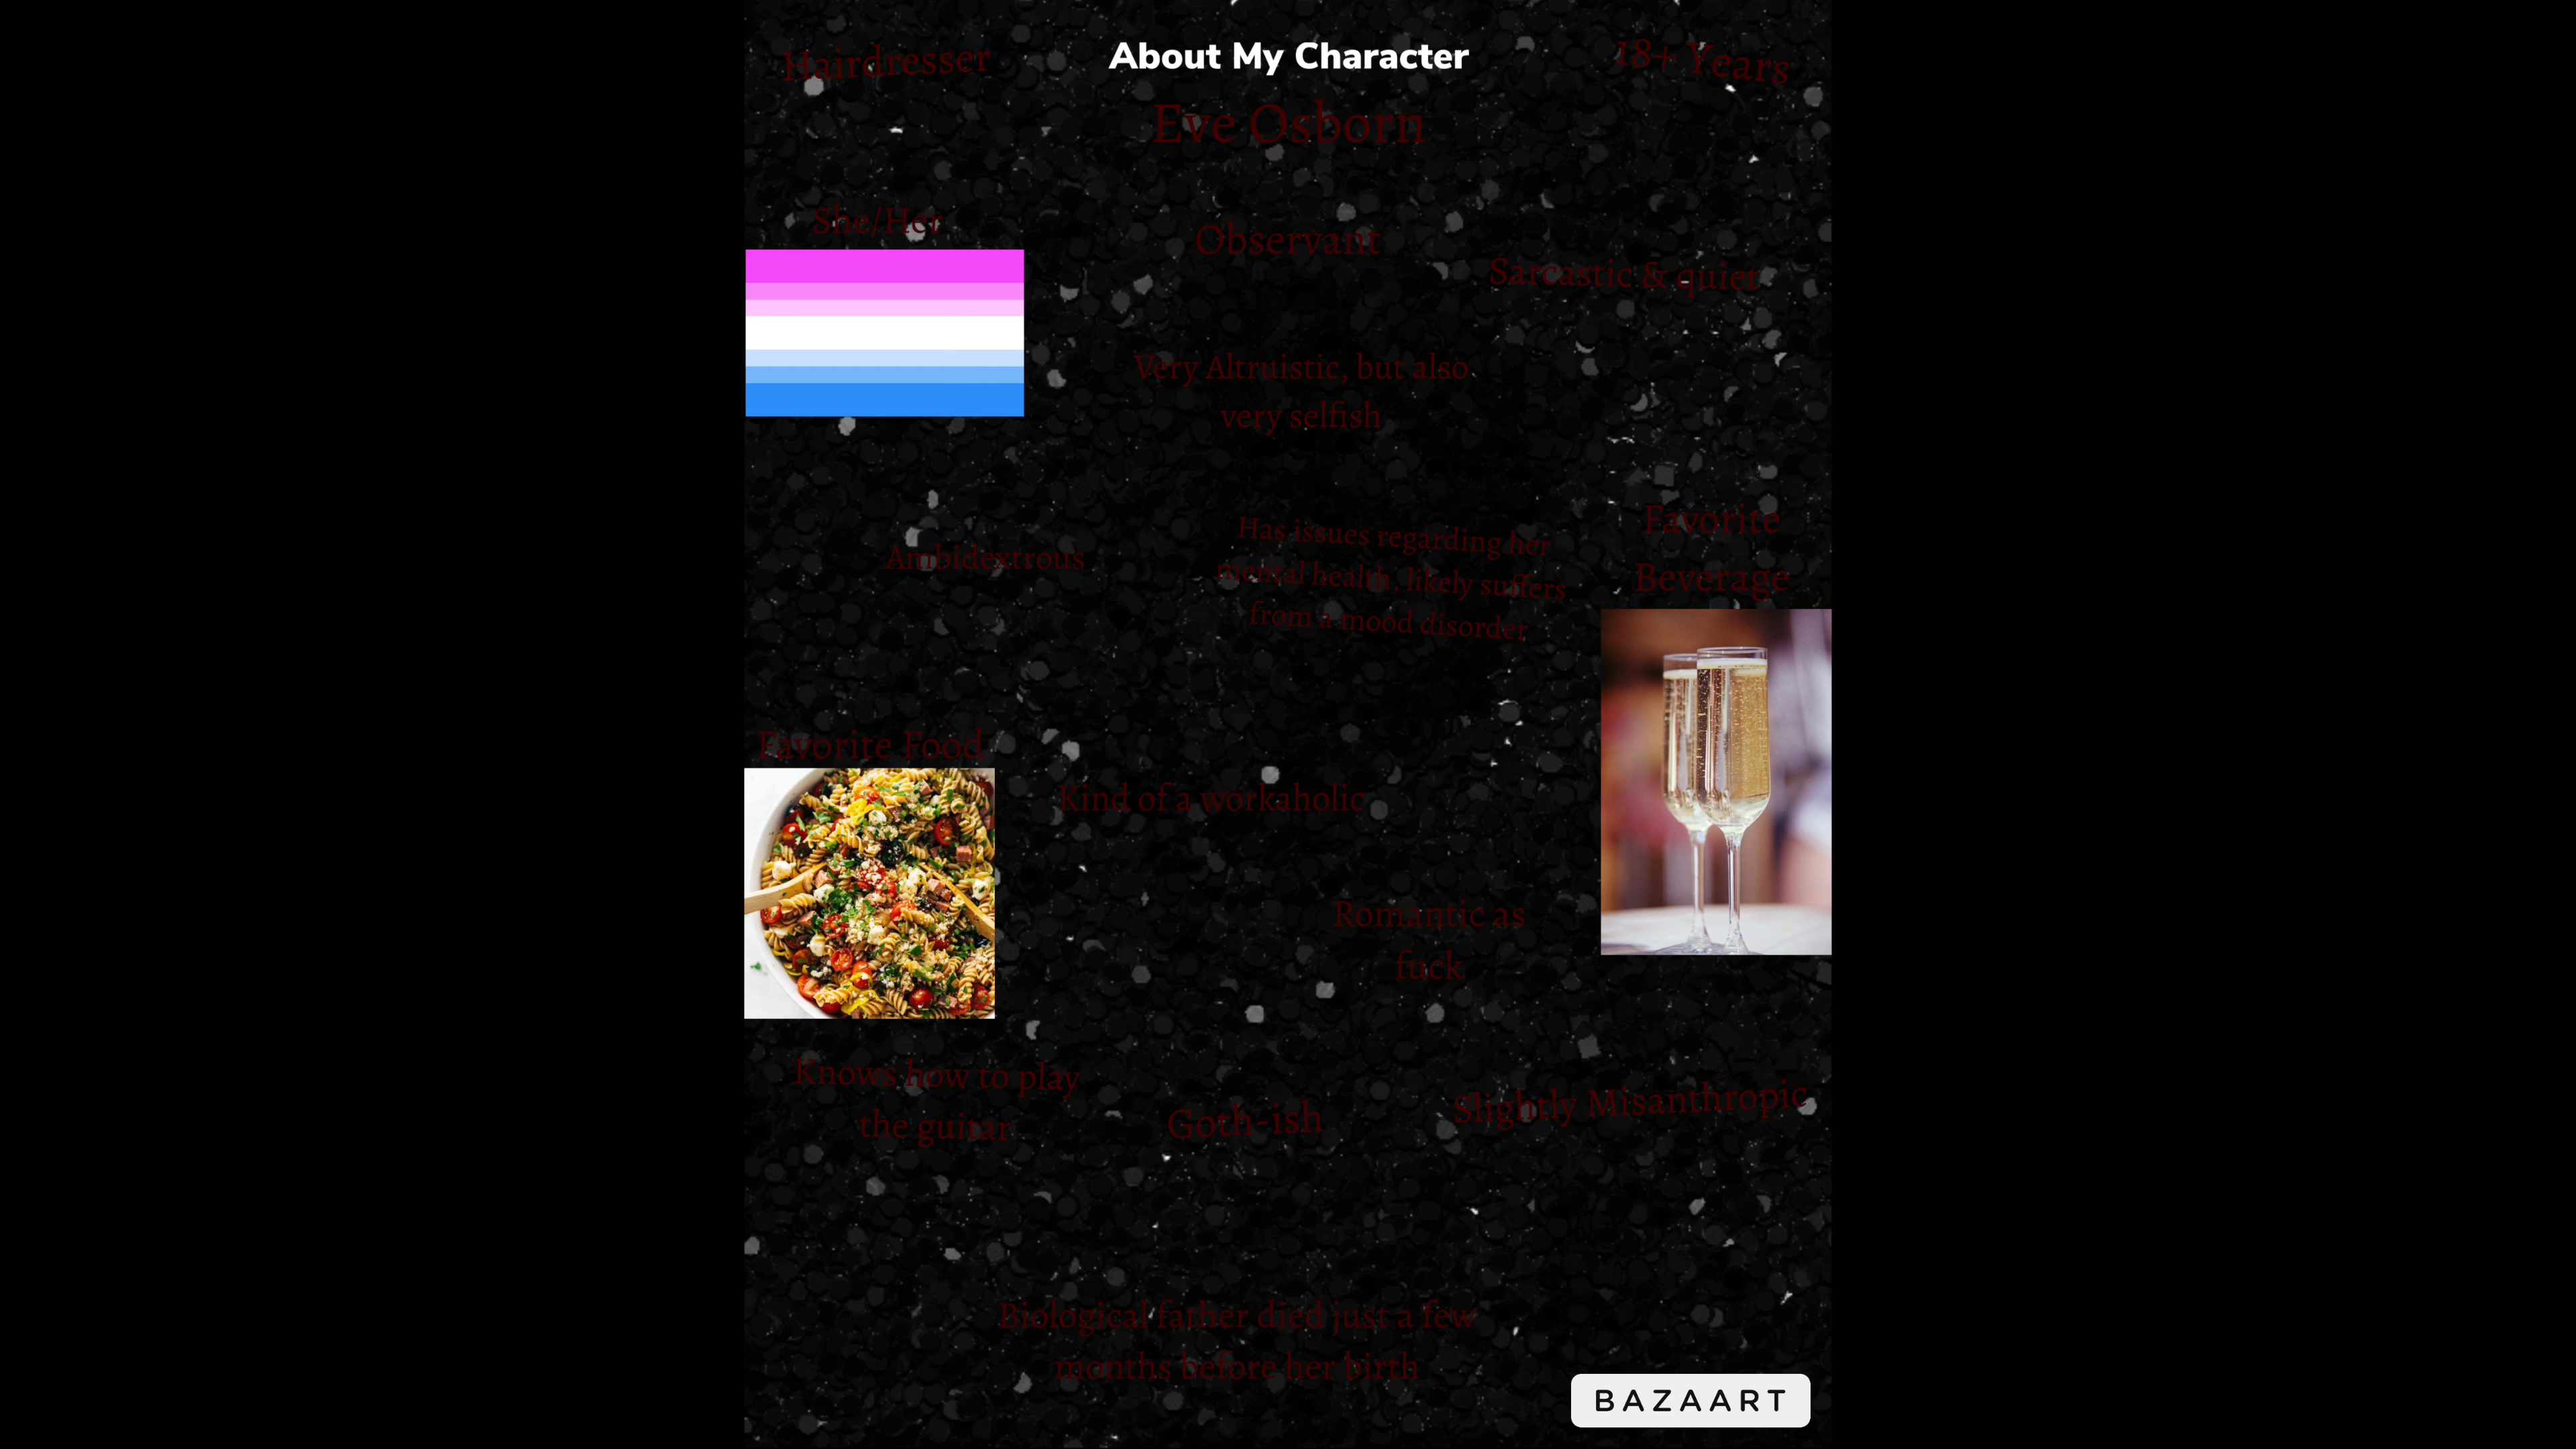 About My Character
Hairdresser
18+ Years
Eve Osborn
She/Her
Observant
Sarcastic & quiet
Very Altruistic, but also
very selfish
Ambidextrous
Has issues regarding her
mental health, likely suffers
from a mood disorder
Favorite
Beverage
Favorite Food
Kind of a workaholic
Romantic as
fuck
Knows how to play
the guitar
Goth-ish
Slightly Misanthropic
Biological father died just a few
months before her birth
BAZAART